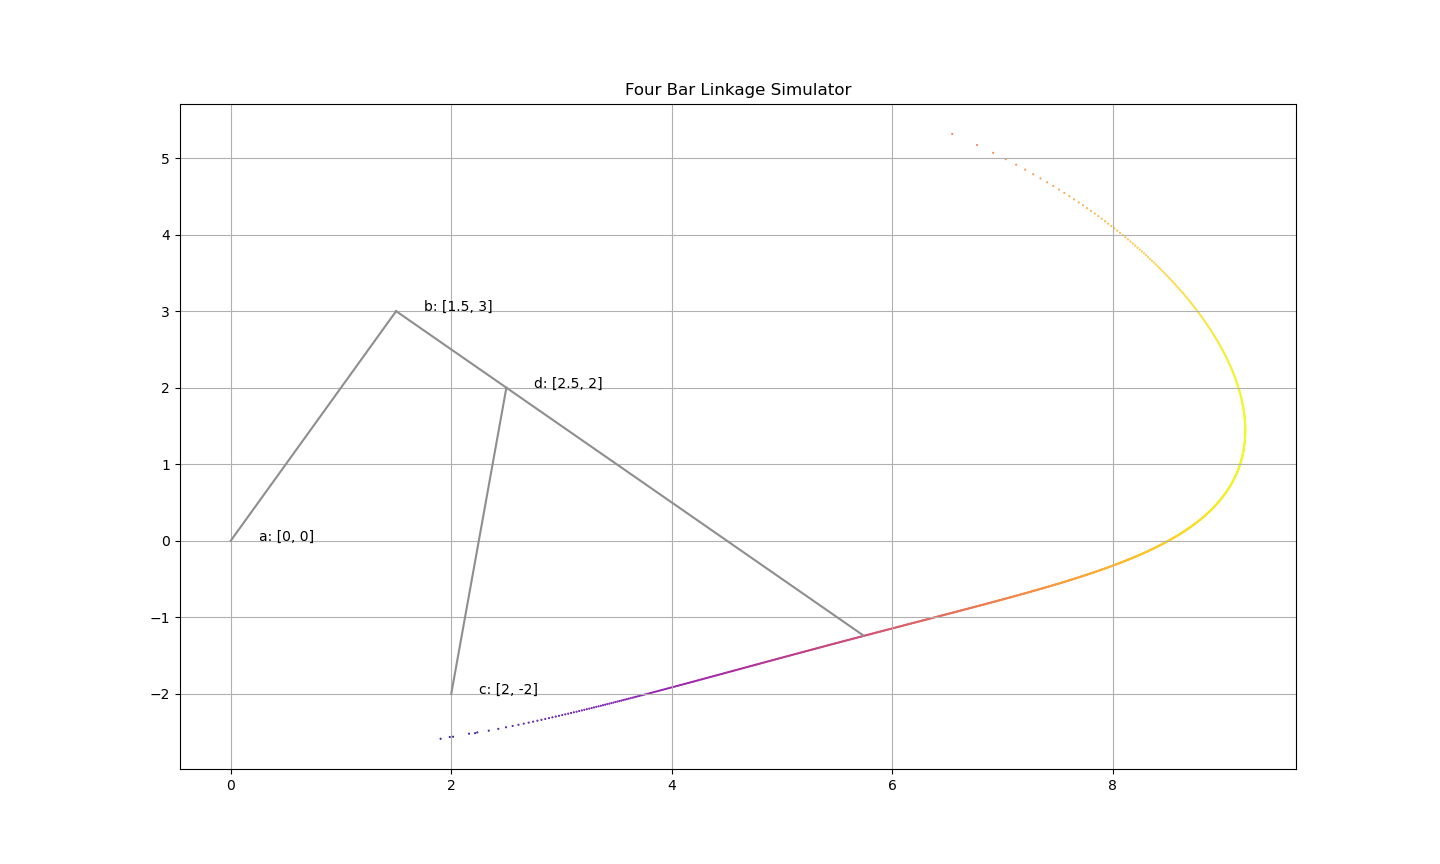 Four Bar Linkage Simulator
5
4
3
2
1
0
−1
−2
b: [1.5, 3]
d: [2.5, 2]
a: [0, 0]
c: [2, -2]
0 2 4 6 8